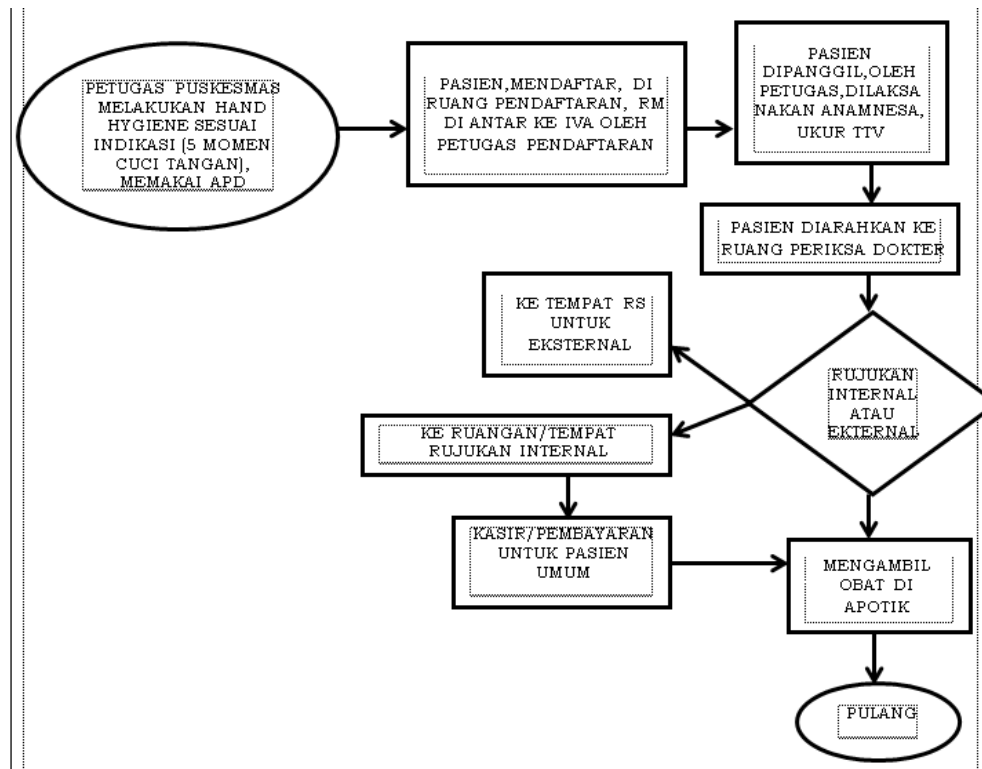 PETUGAS PUSKESMAS
MELAKUKAN HAND
HYGIENE SESUAI
INDIKASI (5 MOMEN
CUCI TANGAN),
MEMAKAI APD
PASIEN,MENDAFTAR, DI
RUANG PENDAFTARAN, RM
DI ANTAR KE IVA OLEH
PETUGAS PENDAFTARAN
PASIEN
DIPANGGIL,OLEH
PETUGAS,DILAKSA
NAKAN ANAMNESA,
UKUR TTV
PASIEN DIARAHKAN KE
RUANG PERIKSA DOKTER
RUJUKAN
INTERNAL
ATAU
EKTERNAL
KE TEMPAT RS
UNTUK
EKSTERNAL
KE RUANGAN/TEMPAT
RUJUKAN INTERNAL
KASIR/PEMBAYARAN
UNTUK PASIEN
UMUM
MENGAMBIL
OBAT DI
APOTIK
PULANG